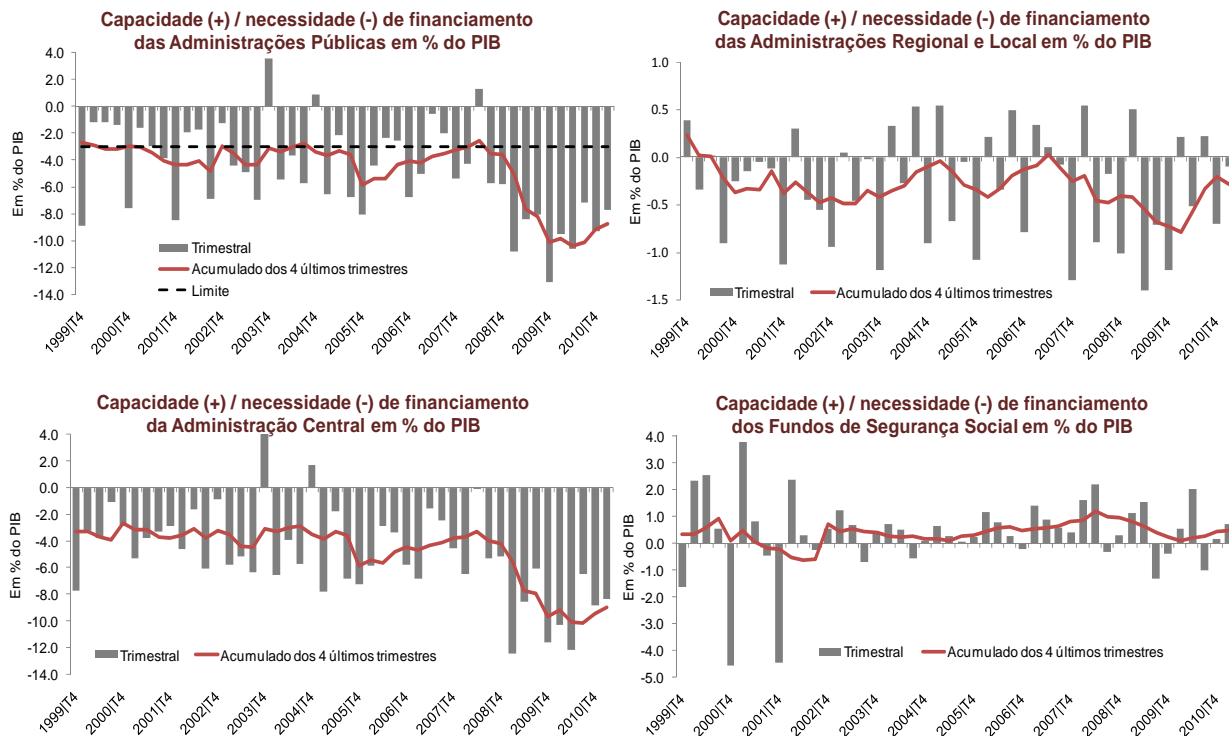 Capacidade (+) / necessidade (-) de financiamento
das Administrações Públicas em % do PIB
Em % do PIB
4.0
2.0
0.0
-2.0
-4.0
-6.0
-8.0
-10.0
-12.0
-14.0
Trimestral
Acumulado dos 4 últimos trimestres
Limite
1999|T4
2000|T4
2001|T4
2002|T4
2003|T4
2004|T4
2005|T4
2006|T4
2007|T4
2008|T4
2009|T4
2010|T4
Capacidade (+) / necessidade (-) de financiamento
das Administrações Regional e Local em % do PIB
Em % do PIB
1.0
0.5
0.0
-0.5
-1.0
-1.5
Trimestral
Acumulado dos 4 últimos trimestres
1999|T4
2000|T4
2001|T4
2002|T4
2003|T4
2004|T4
2005|T4
2006|T4
2007|T4
2008|T4
2009|T4
2010|T4
Capacidade (+) / necessidade (-) de financiamento
da Administração Central em % do PIB
Em % do PIB
4.0
2.0
0.0
-2.0
-4.0
-6.0
-8.0
-10.0
-12.0
-14.0
Trimestral
Acumulado dos 4 últimos trimestres
1999|T4
2000|T4
2001|T4
2002|T4
2003|T4
2004|T4
2005|T4
2006|T4
2007|T4
2008|T4
2009|T4
2010|T4
Capacidade (+) / necessidade (-) de financiamento
dos Fundos de Segurança Social em % do PIB
Em % do PIB
4.0
3.0
2.0
1.0
0.0
-1.0
-2.0
-3.0
-4.0
-5.0
Trimestral
Acumulado dos 4 últimos trimestres
1999|T4
2000|T4
2001|T4
2002|T4
2003|T4
2004|T4
2005|T4
2006|T4
2007|T4
2008|T4
2009|T4
2010|T4